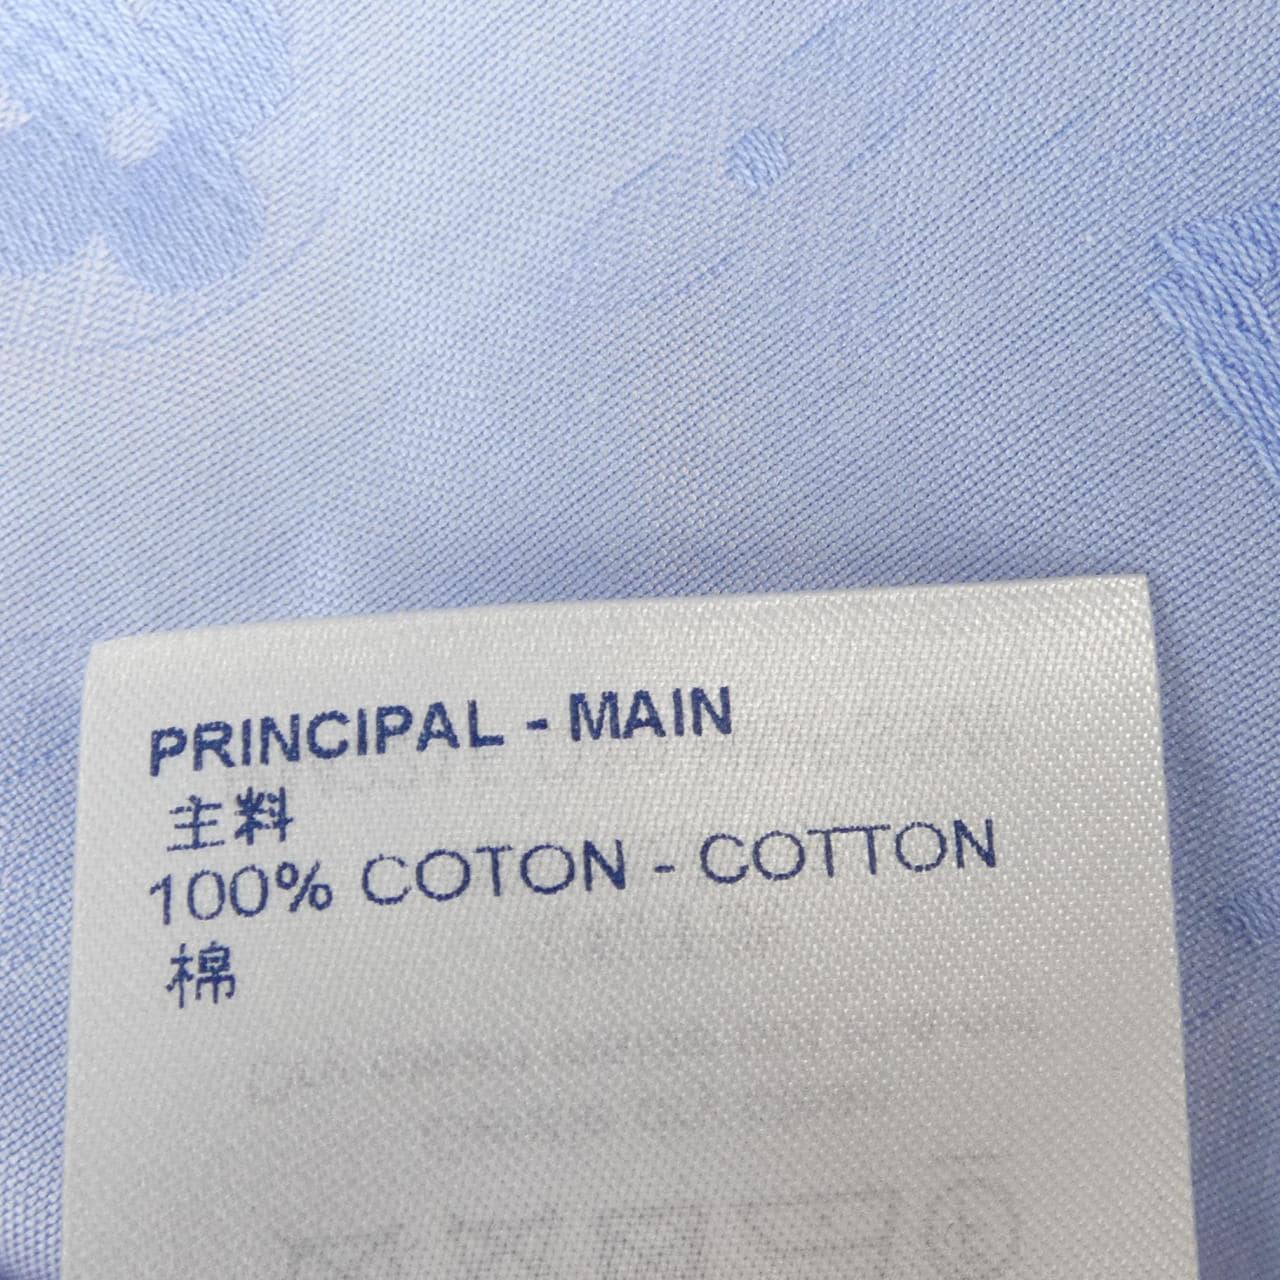 PRINCIPAL - MAIN
主料
100% COTON - COTTON
棉